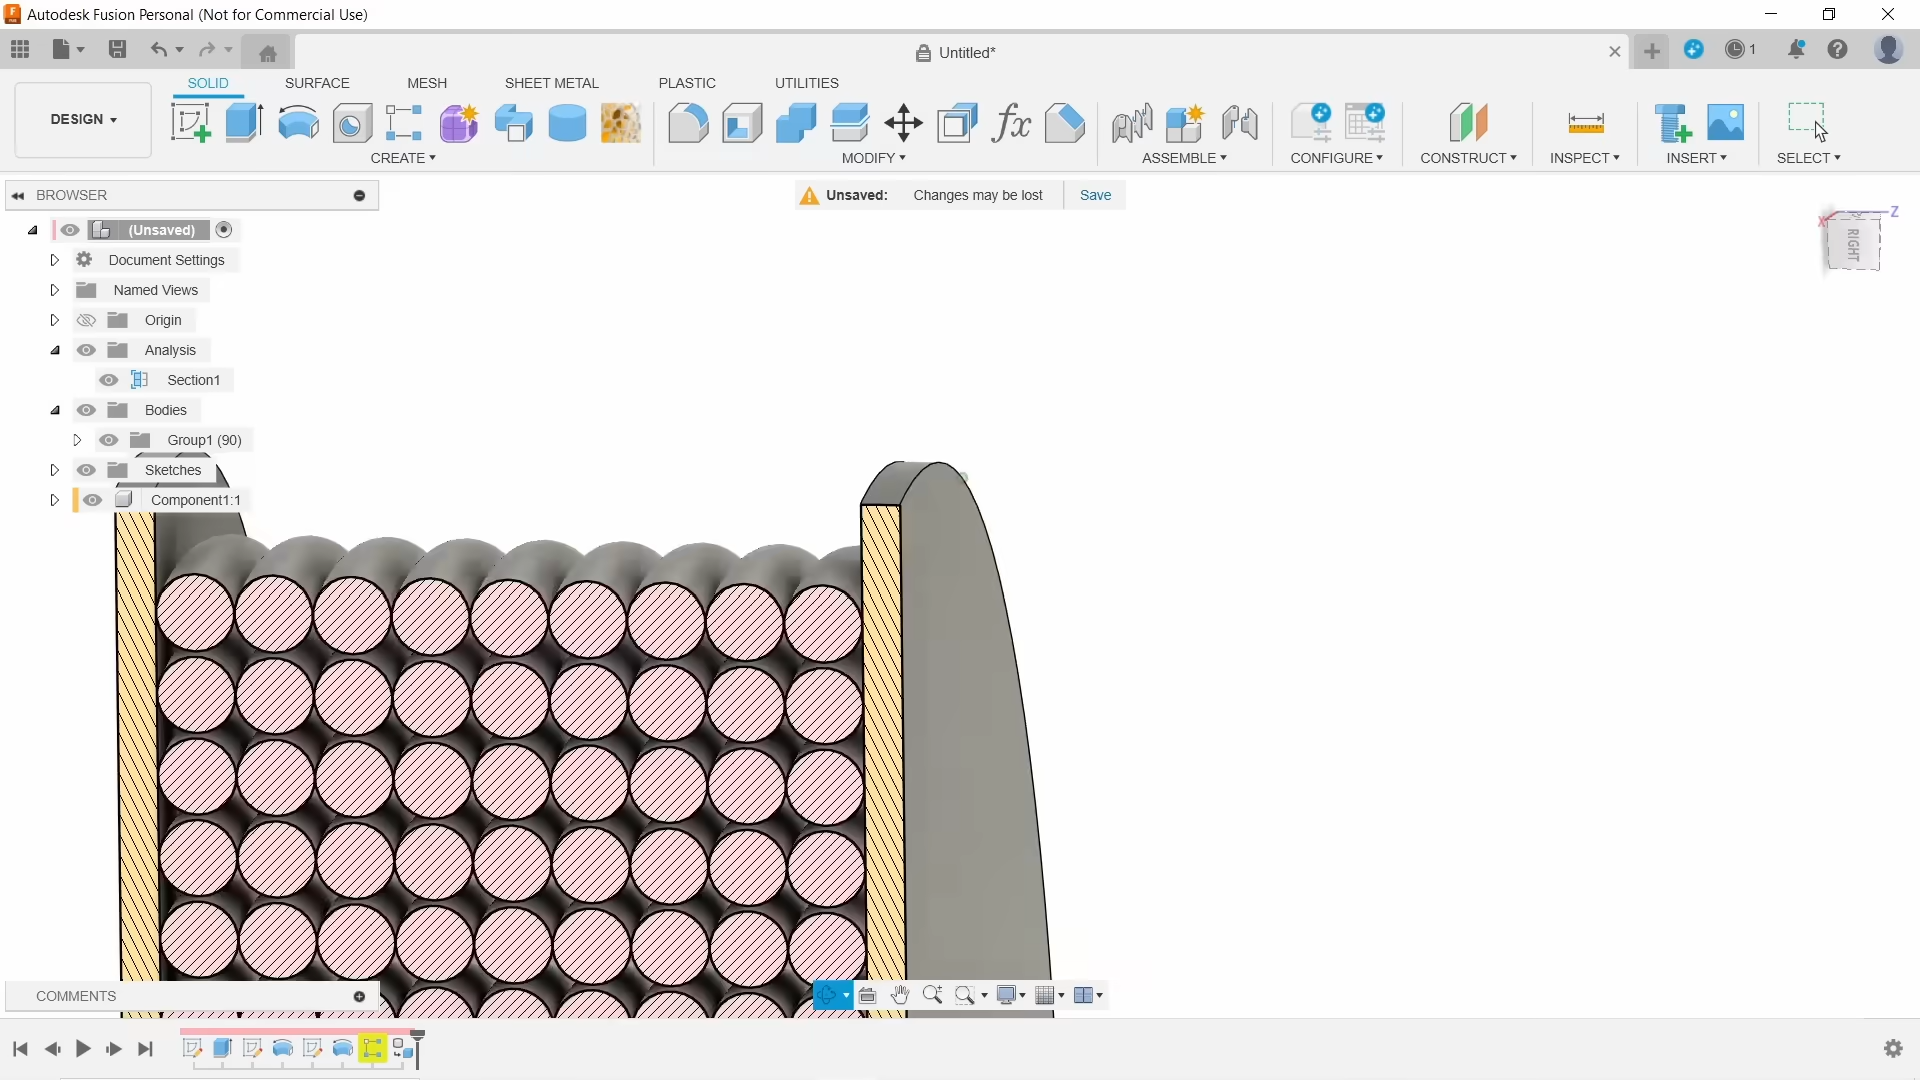 Autodesk Fusion Personal (Not for Commercial Use)
Untitled*
1
DESIGN
SOLID
SURFACE
MESH
SHEET METAL
PLASTIC
UTILITIES
CREATE
MODIFY
ASSEMBLE
CONFIGURE
CONSTRUCT
INSPECT
INSERT
SELECT
BROWSER
Unsaved: Changes may be lost Save
(Unsaved)
Document Settings
Named Views
Origin
Analysis
Section1
Bodies
Group1 (90)
Sketches
Component1:1
X
Z
RIGHT
COMMENTS